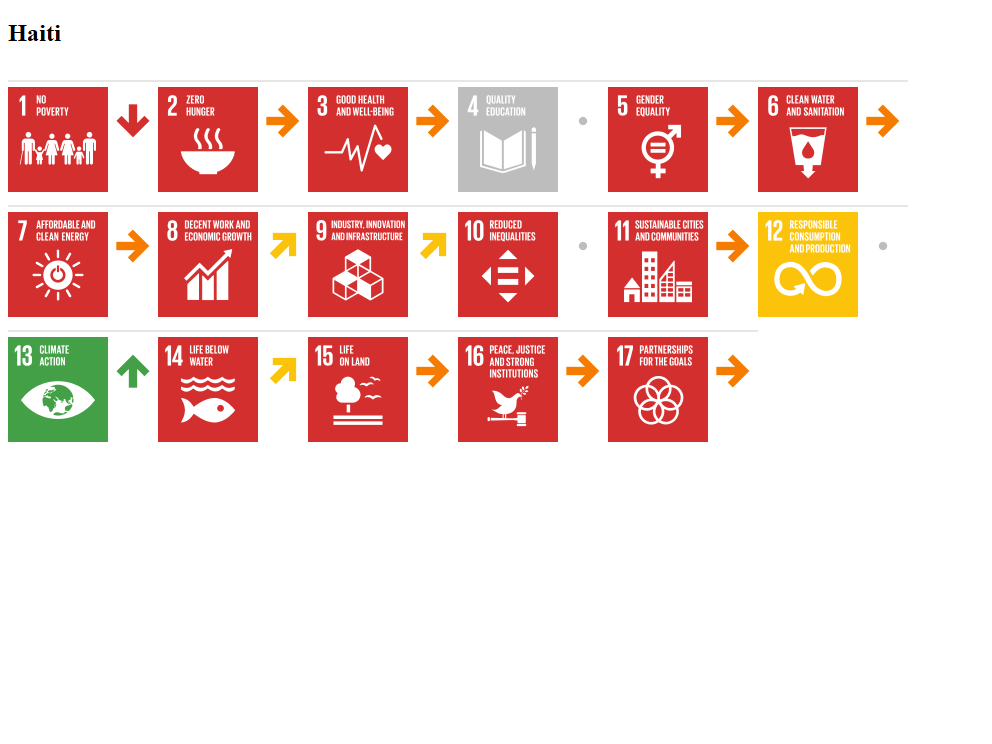 Haiti
1 NO
POVERTY
2 ZERO
HUNGER
3 GOOD HEALTH
AND WELL-BEING
4 QUALITY
EDUCATION
5 GENDER
EQUALITY
6 CLEAN WATER
AND SANITATION
7 AFFORDABLE AND
CLEAN ENERGY
8 DECENT WORK AND
ECONOMIC GROWTH
9 INDUSTRY, INNOVATION
AND INFRASTRUCTURE
10 REDUCED
INEQUALITIES
11 SUSTAINABLE CITIES
AND COMMUNITIES
12 RESPONSIBLE
CONSUMPTION
AND PRODUCTION
13 CLIMATE
ACTION
14 LIFE BELOW
WATER
15 LIFE
ON LAND
16 PEACE, JUSTICE
AND STRONG
INSTITUTIONS
17 PARTNERSHIPS
FOR THE GOALS